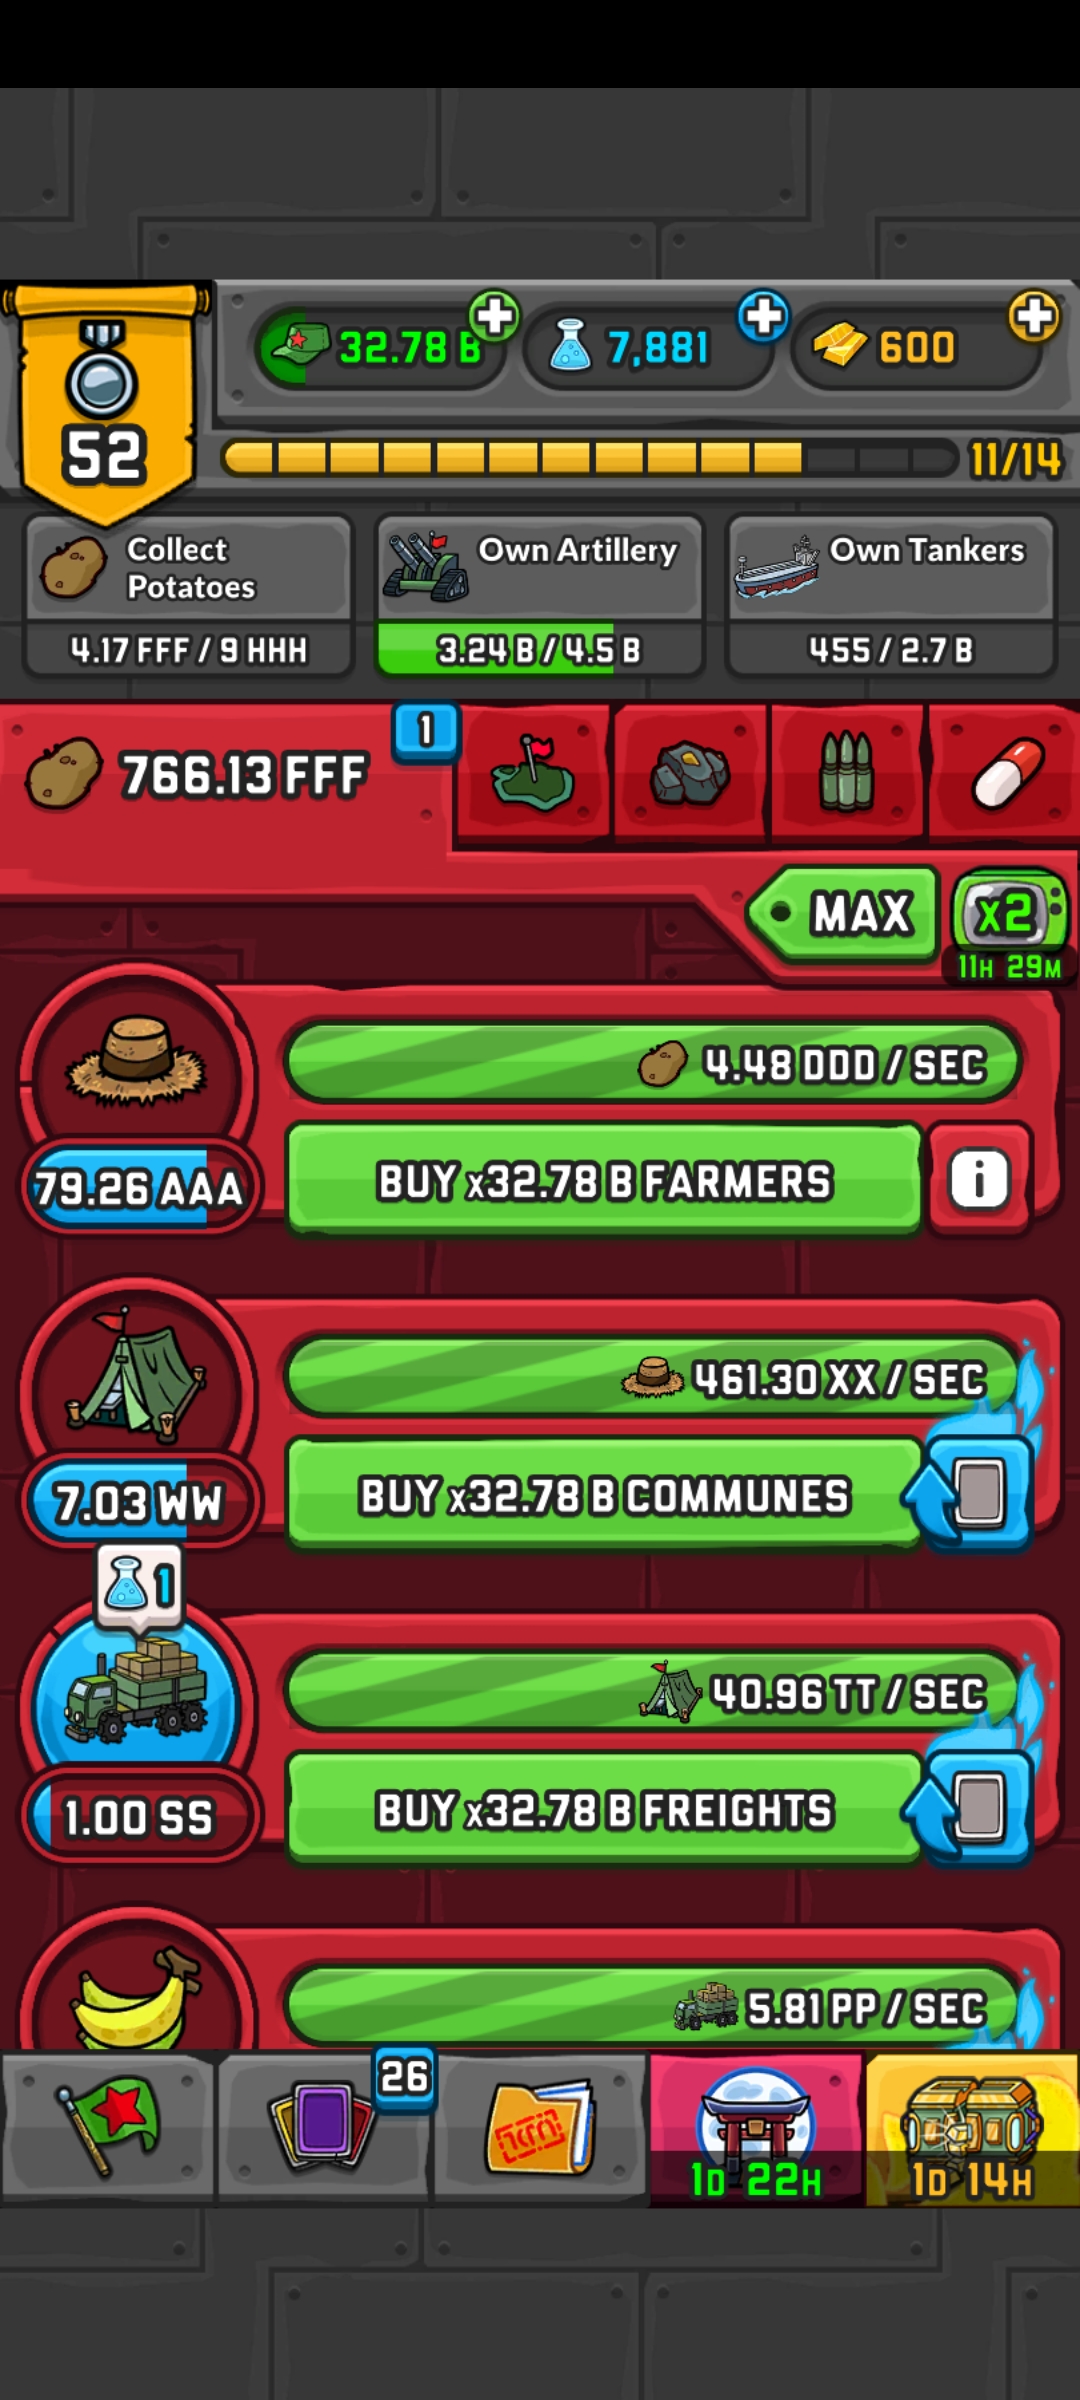 32.78 B
7,881
600
52
11/14
Collect
Potatoes
4.17 FFF / 9 HHH
Own Artillery
3.24 B / 4.5 B
Own Tankers
455 / 2.7 B
766.13 FFF
1
MAX
x2
11H 29M
4.48 DDD / SEC
79.26 AAA
BUY x32.78 B FARMERS
i
461.30 XX / SEC
7.03 WW
BUY x32.78 B COMMUNES
1
40.96 TT / SEC
1.00 SS
BUY x32.78 B FREIGHTS
5.81 PP / SEC
26
1D 22H
1D 14H